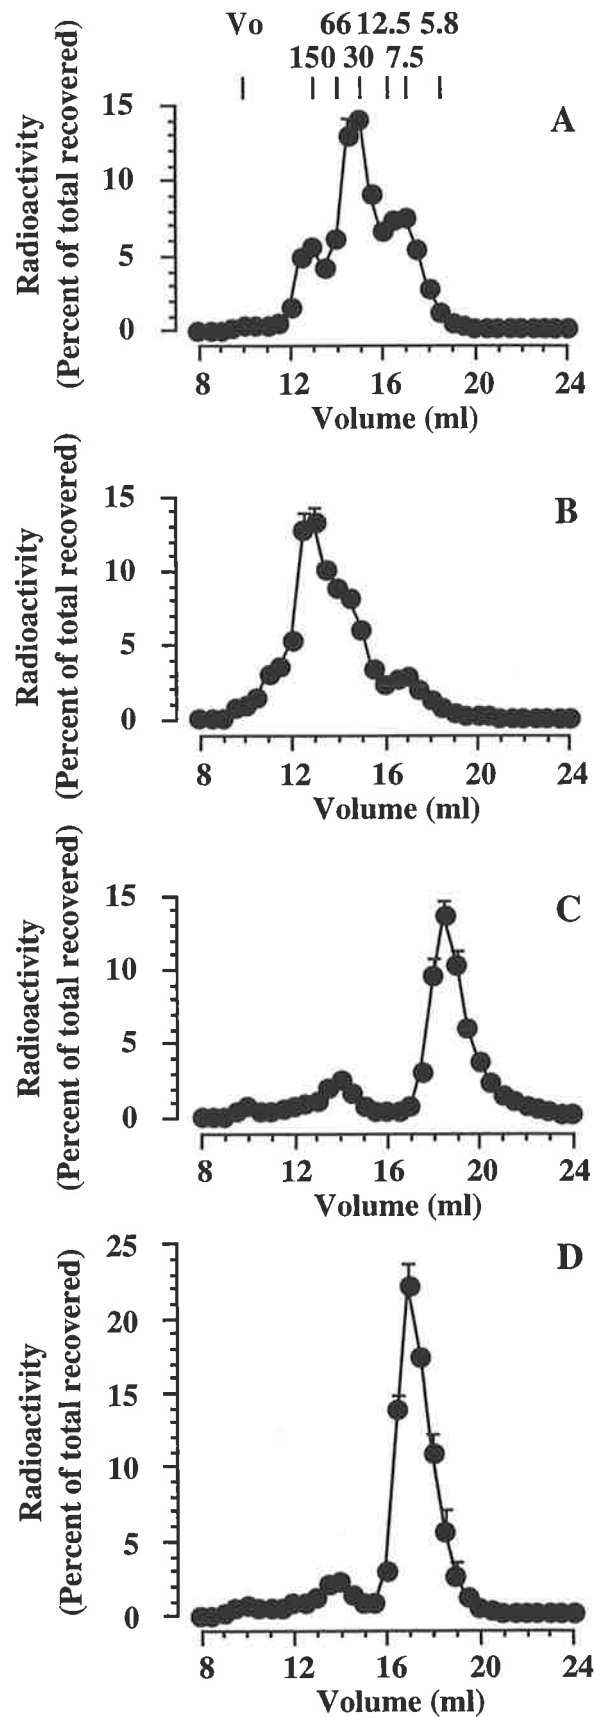 Vo 66 12.5 5.8
150 30 7.5
A
Radioactivity
(Percent of total recovered)
15
10
5
0
8 12 16 20 24
Volume (ml)
B
Radioactivity
(Percent of total recovered)
15
10
5
0
8 12 16 20 24
Volume (ml)
C
Radioactivity
(Percent of total recovered)
15
10
5
0
8 12 16 20 24
Volume (ml)
D
Radioactivity
(Percent of total recovered)
25
20
15
10
5
0
8 12 16 20 24
Volume (ml)